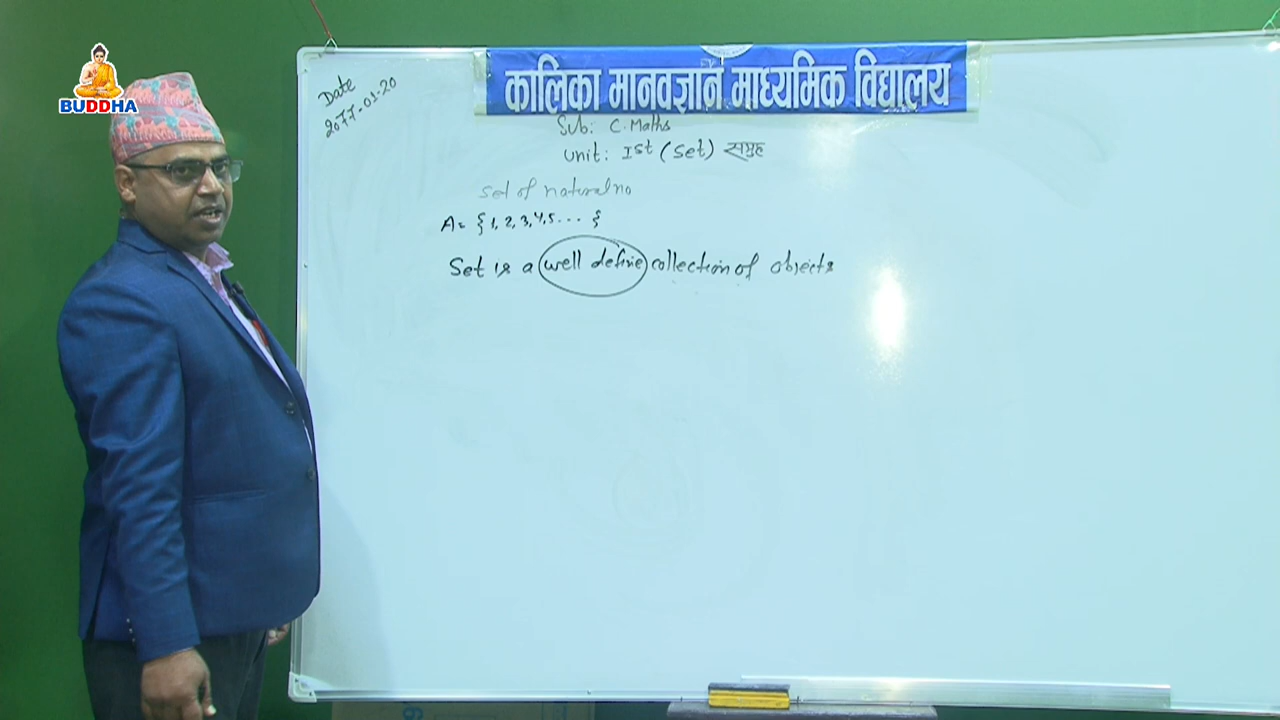 BUDDHA
कालिका मानवज्ञान माध्यमिक विद्यालय
Date
2077-01-20
Sub: C. Maths
Unit: Ist (set) समुह
set of natural no
A= {1, 2, 3, 4, 5 . . . . }
Set is a well define collection of objects